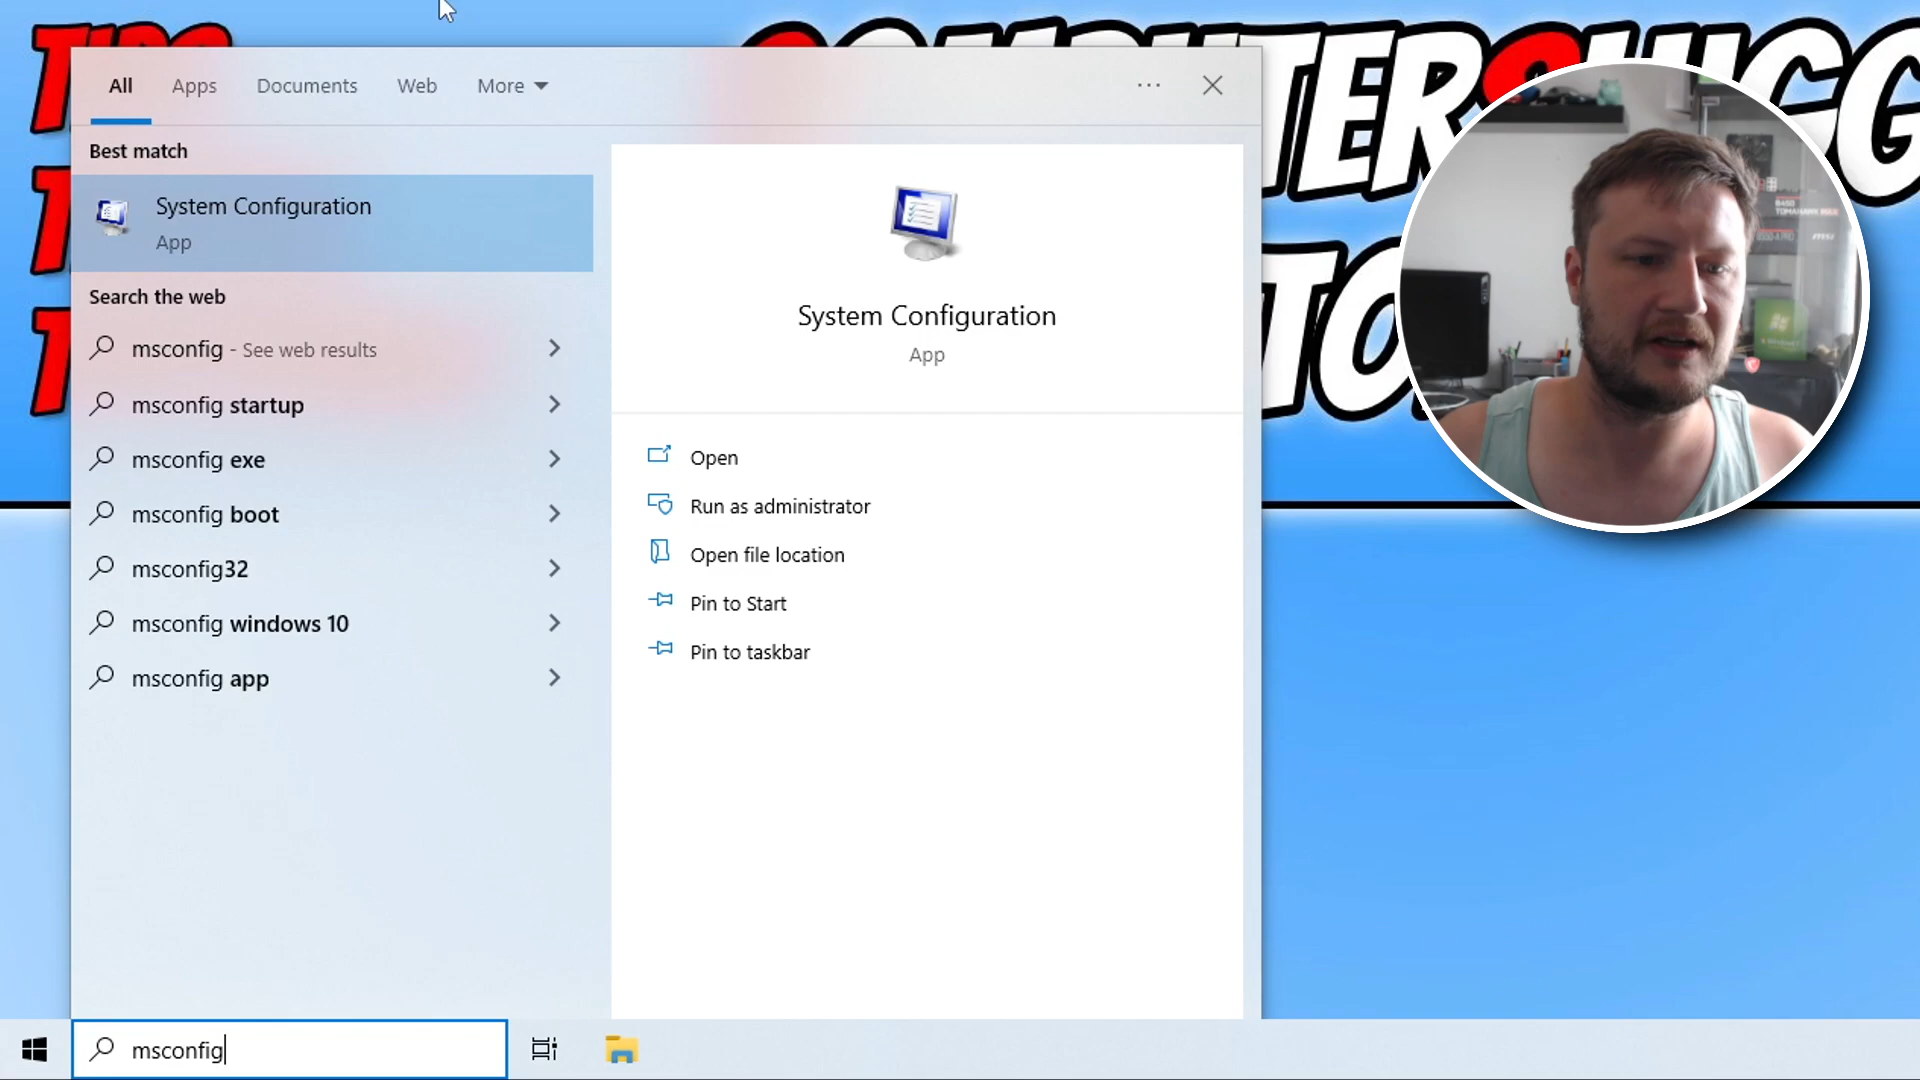 All
Apps
Documents
Web
More
Best match
System Configuration
App
Search the web
msconfig - See web results
msconfig startup
msconfig exe
msconfig boot
msconfig32
msconfig windows 10
msconfig app
System Configuration
App
Open
Run as administrator
Open file location
Pin to Start
Pin to taskbar
msconfig
TOMAHAWK MAX